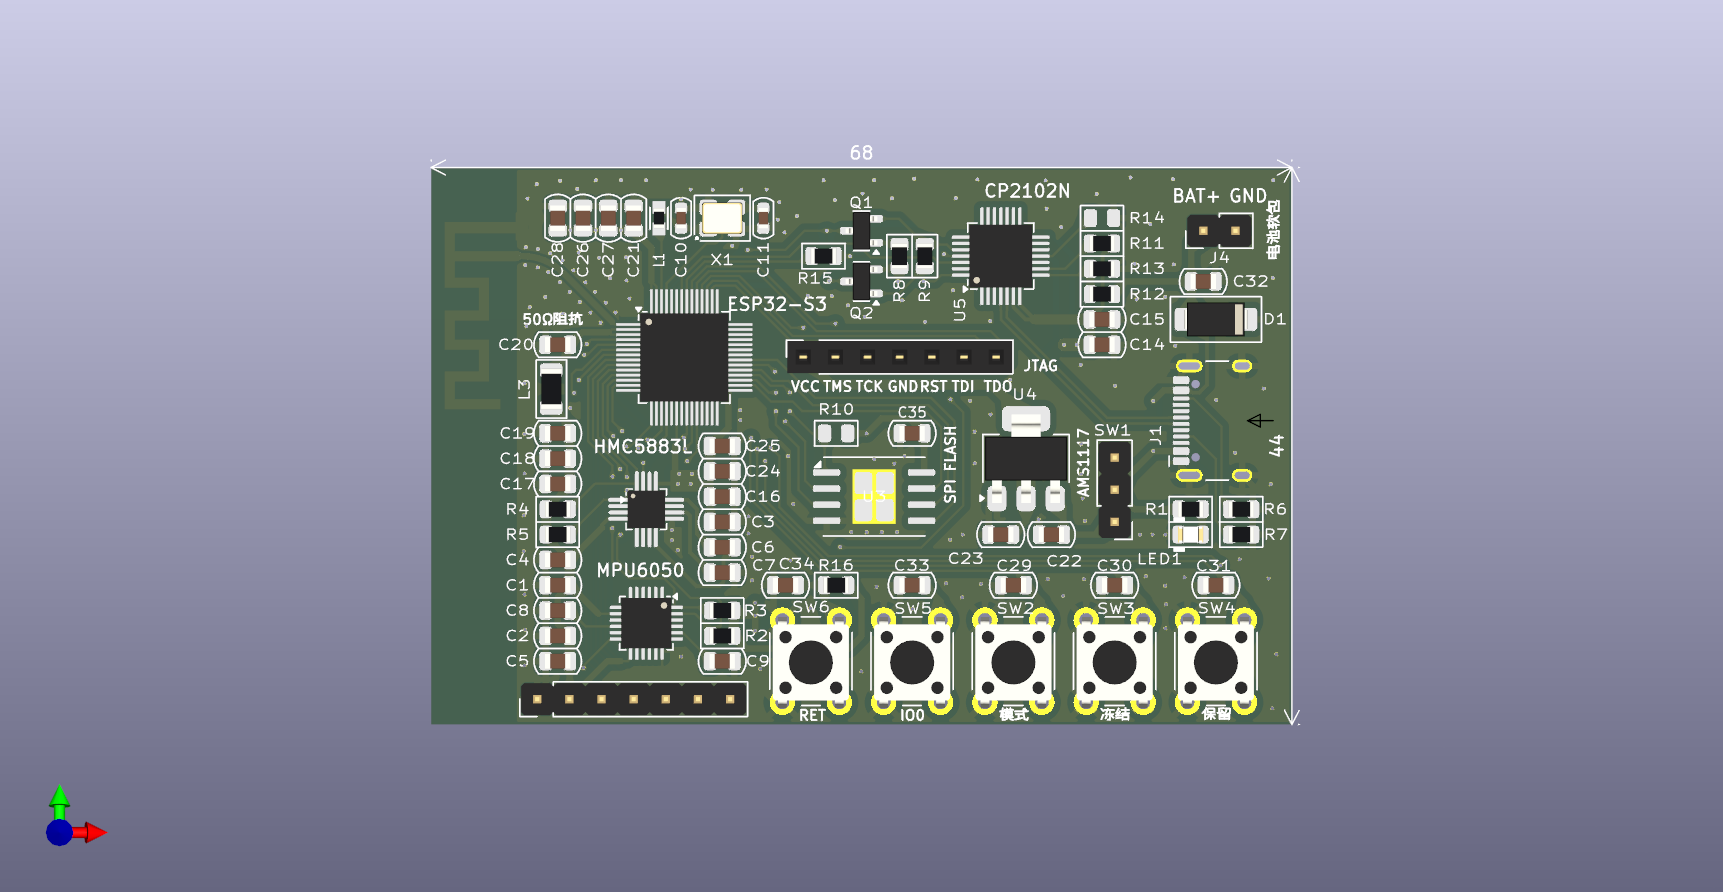 68
CP2102N
BAT+ GND
电池软包
Q1
R14
R11
R13
R12
C15
C14
J4
C32
D1
C28
C26
C27
C21
L1
C10
X1
C11
R15
R8
R9
U5
Q2
ESP32-S3
50Ω阻抗
C20
L3
JTAG
VCC TMS TCK GND RST TDI TDO
U4
R10
C35
SW1
J1
44
C19
C18
C17
R4
R5
C4
C1
C8
C2
C5
HMC5883L
C25
C24
C16
C3
C6
C7
U3
SPI FLASH
AMS1117
R1
R6
R7
LED1
C23
C22
MPU6050
C34
R16
C33
C29
C30
C31
R3
R2
C9
SW6
SW5
SW2
SW3
SW4
RET
IO0
模式
冻结
保留